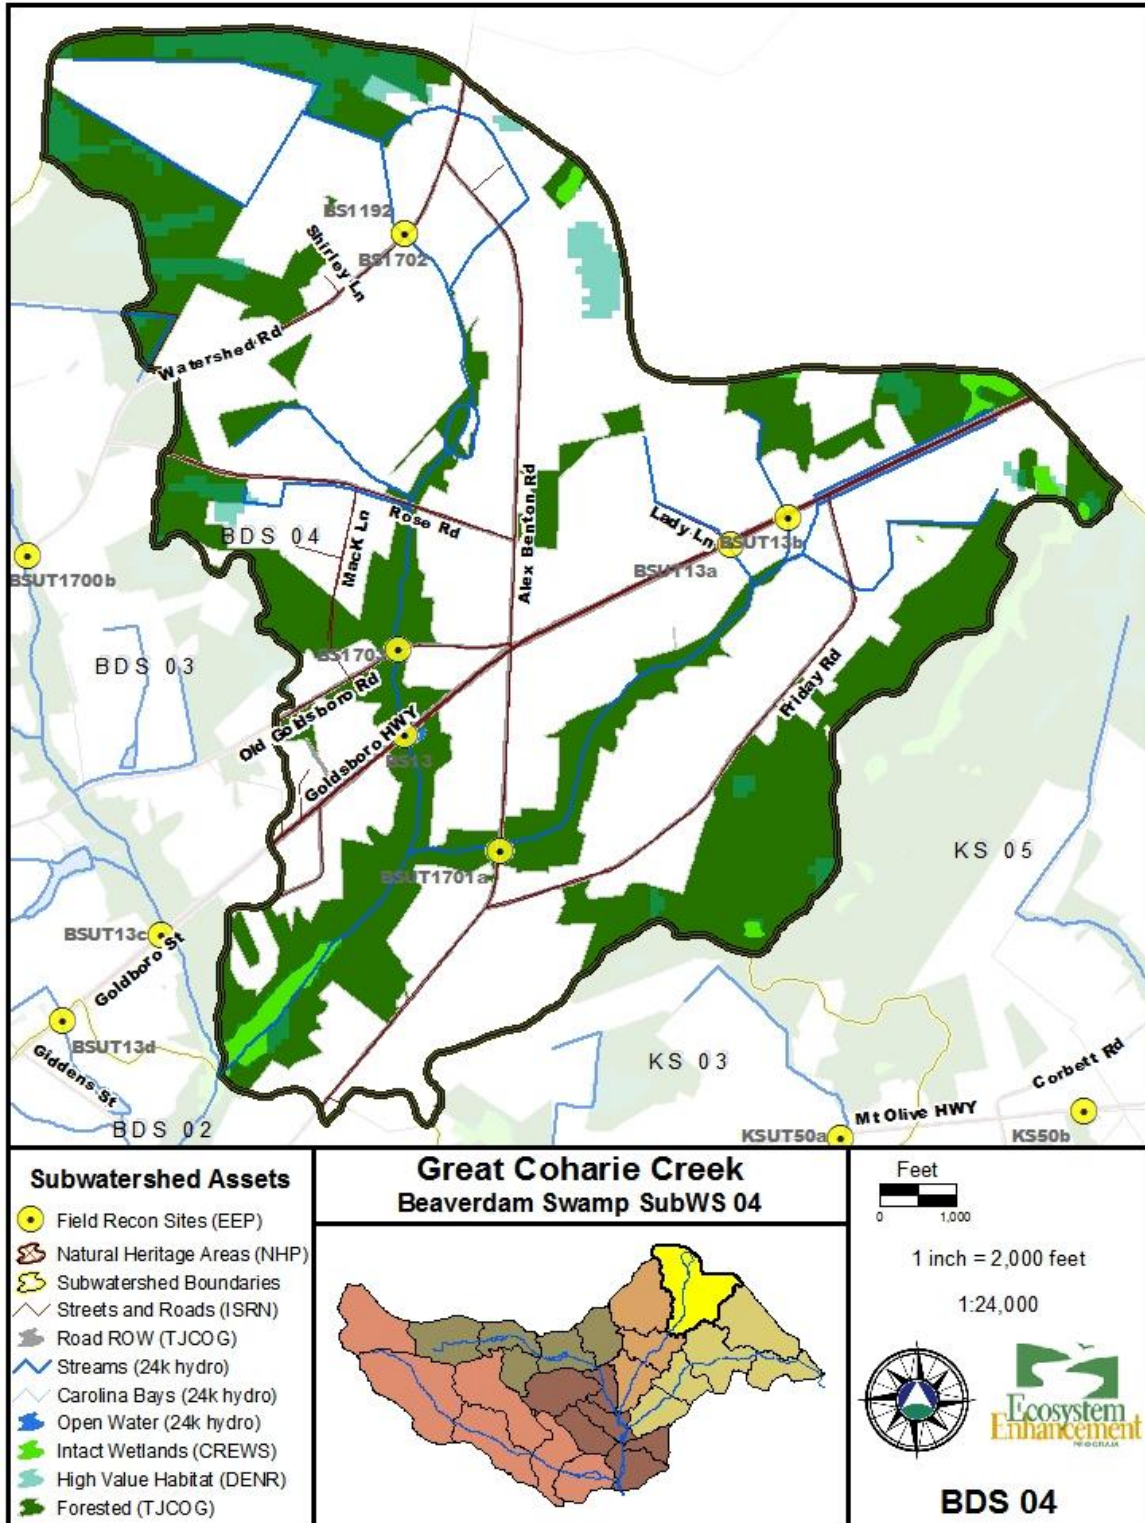 BS1192
Shirley Ln
BS1702
Watershed Rd
Alex Benton Rd
Rose Rd
Lady Ln
BSUT13b
BDS 04
MacK Ln
BSUT13a
BSUT1700b
BDS 03
BS1703
Old Goldsboro Rd
Friday Rd
Goldsboro HWY
BS13
KS 05
BSUT1701a
BSUT13c
Goldboro St
BSUT13d
Giddens St
KS 03
Corbett Rd
Mt Olive HWY
BDS 02
KSUT50a
KS50b
Subwatershed Assets
Field Recon Sites (EEP)
Natural Heritage Areas (NHP)
Subwatershed Boundaries
Streets and Roads (ISRN)
Road ROW (TJCOG)
Streams (24k hydro)
Carolina Bays (24k hydro)
Open Water (24k hydro)
Intact Wetlands (CREWS)
High Value Habitat (DENR)
Forested (TJCOG)
Great Coharie Creek
Beaverdam Swamp SubWS 04
Feet
0 1,000
1 inch = 2,000 feet
1:24,000
Ecosystem
Enhancement
PROGRAM
BDS 04